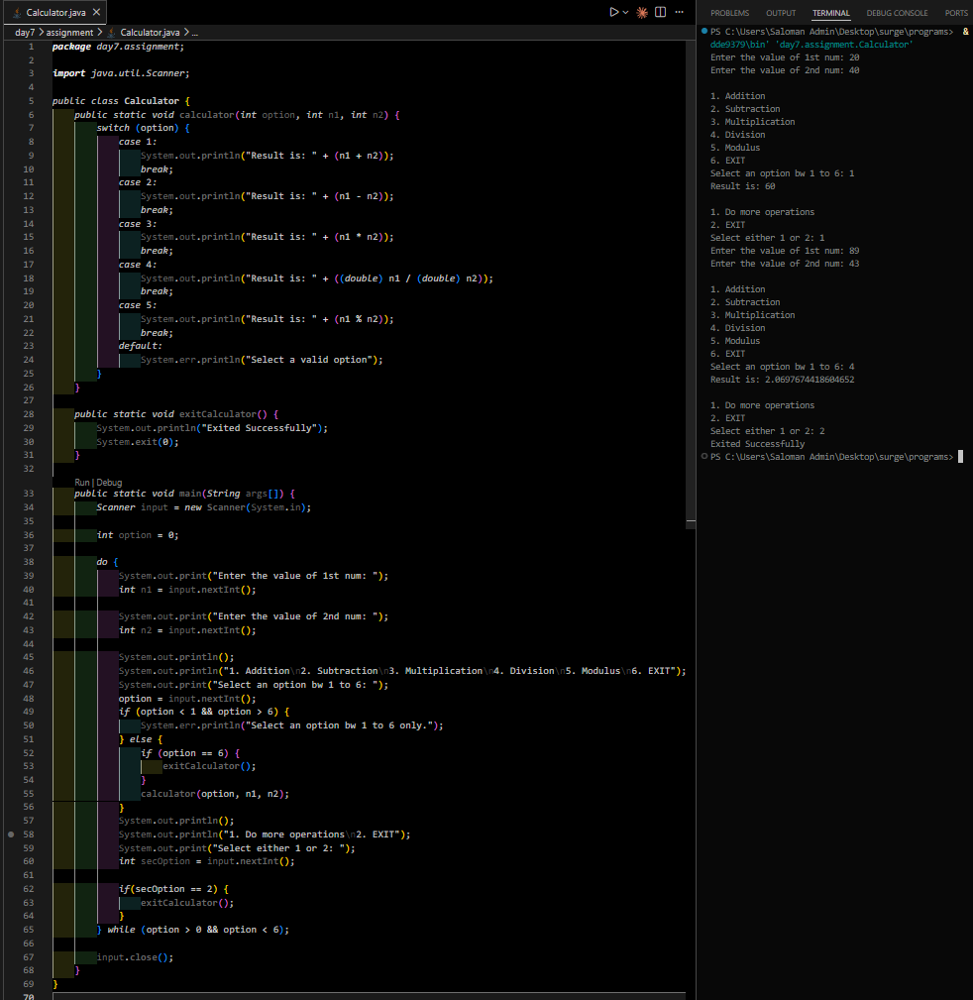 Calculator.java
day7 > assignment > Calculator.java > ...
1 package day7.assignment;
2
3 import java.util.Scanner;
4
5 public class Calculator {
6 public static void calculator(int option, int n1, int n2) {
7 switch (option) {
8 case 1:
9 System.out.println("Result is: " + (n1 + n2));
10 break;
11 case 2:
12 System.out.println("Result is: " + (n1 - n2));
13 break;
14 case 3:
15 System.out.println("Result is: " + (n1 * n2));
16 break;
17 case 4:
18 System.out.println("Result is: " + ((double) n1 / (double) n2));
19 break;
20 case 5:
21 System.out.println("Result is: " + (n1 % n2));
22 break;
23 default:
24 System.err.println("Select a valid option");
25 }
26 }
27
28 public static void exitCalculator() {
29 System.out.println("Exited Successfully");
30 System.exit(0);
31 }
32
Run | Debug
33 public static void main(String args[]) {
34 Scanner input = new Scanner(System.in);
35
36 int option = 0;
37
38 do {
39 System.out.print("Enter the value of 1st num: ");
40 int n1 = input.nextInt();
41
42 System.out.print("Enter the value of 2nd num: ");
43 int n2 = input.nextInt();
44
45 System.out.println();
46 System.out.println("1. Addition\n2. Subtraction\n3. Multiplication\n4. Division\n5. Modulus\n6. EXIT");
47 System.out.print("Select an option bw 1 to 6: ");
48 option = input.nextInt();
49 if (option < 1 && option > 6) {
50 System.err.println("Select an option bw 1 to 6 only.");
51 } else {
52 if (option == 6) {
53 exitCalculator();
54 }
55 calculator(option, n1, n2);
56 }
57 System.out.println();
58 System.out.println("1. Do more operations\n2. EXIT");
59 System.out.print("Select either 1 or 2: ");
60 int secOption = input.nextInt();
61
62 if(secOption == 2) {
63 exitCalculator();
64 }
65 } while (option > 0 && option < 6);
66
67 input.close();
68 }
69 }
70
PROBLEMS OUTPUT TERMINAL DEBUG CONSOLE PORTS
PS C:\Users\Saloman Admin\Desktop\surge\programs> &
dde9379\bin' 'day7.assignment.Calculator'
Enter the value of 1st num: 20
Enter the value of 2nd num: 40

1. Addition
2. Subtraction
3. Multiplication
4. Division
5. Modulus
6. EXIT
Select an option bw 1 to 6: 1
Result is: 60

1. Do more operations
2. EXIT
Select either 1 or 2: 1
Enter the value of 1st num: 89
Enter the value of 2nd num: 43

1. Addition
2. Subtraction
3. Multiplication
4. Division
5. Modulus
6. EXIT
Select an option bw 1 to 6: 4
Result is: 2.0697674418604652

1. Do more operations
2. EXIT
Select either 1 or 2: 2
Exited Successfully
PS C:\Users\Saloman Admin\Desktop\surge\programs>